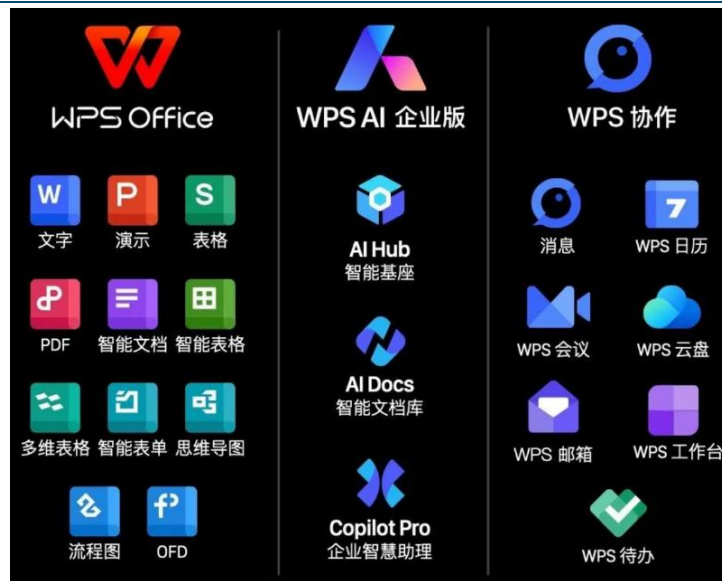 WPS Office
W
P
S
文字
演示
表格
P
PDF
智能文档
智能表格
多维表格
智能表单
思维导图
流程图
OFD
WPS AI 企业版
AI Hub
智能基座
AI Docs
智能文档库
Copilot Pro
企业智慧助理
WPS 协作
7
消息
WPS 日历
WPS 会议
WPS 云盘
WPS 邮箱
WPS 工作台
WPS 待办